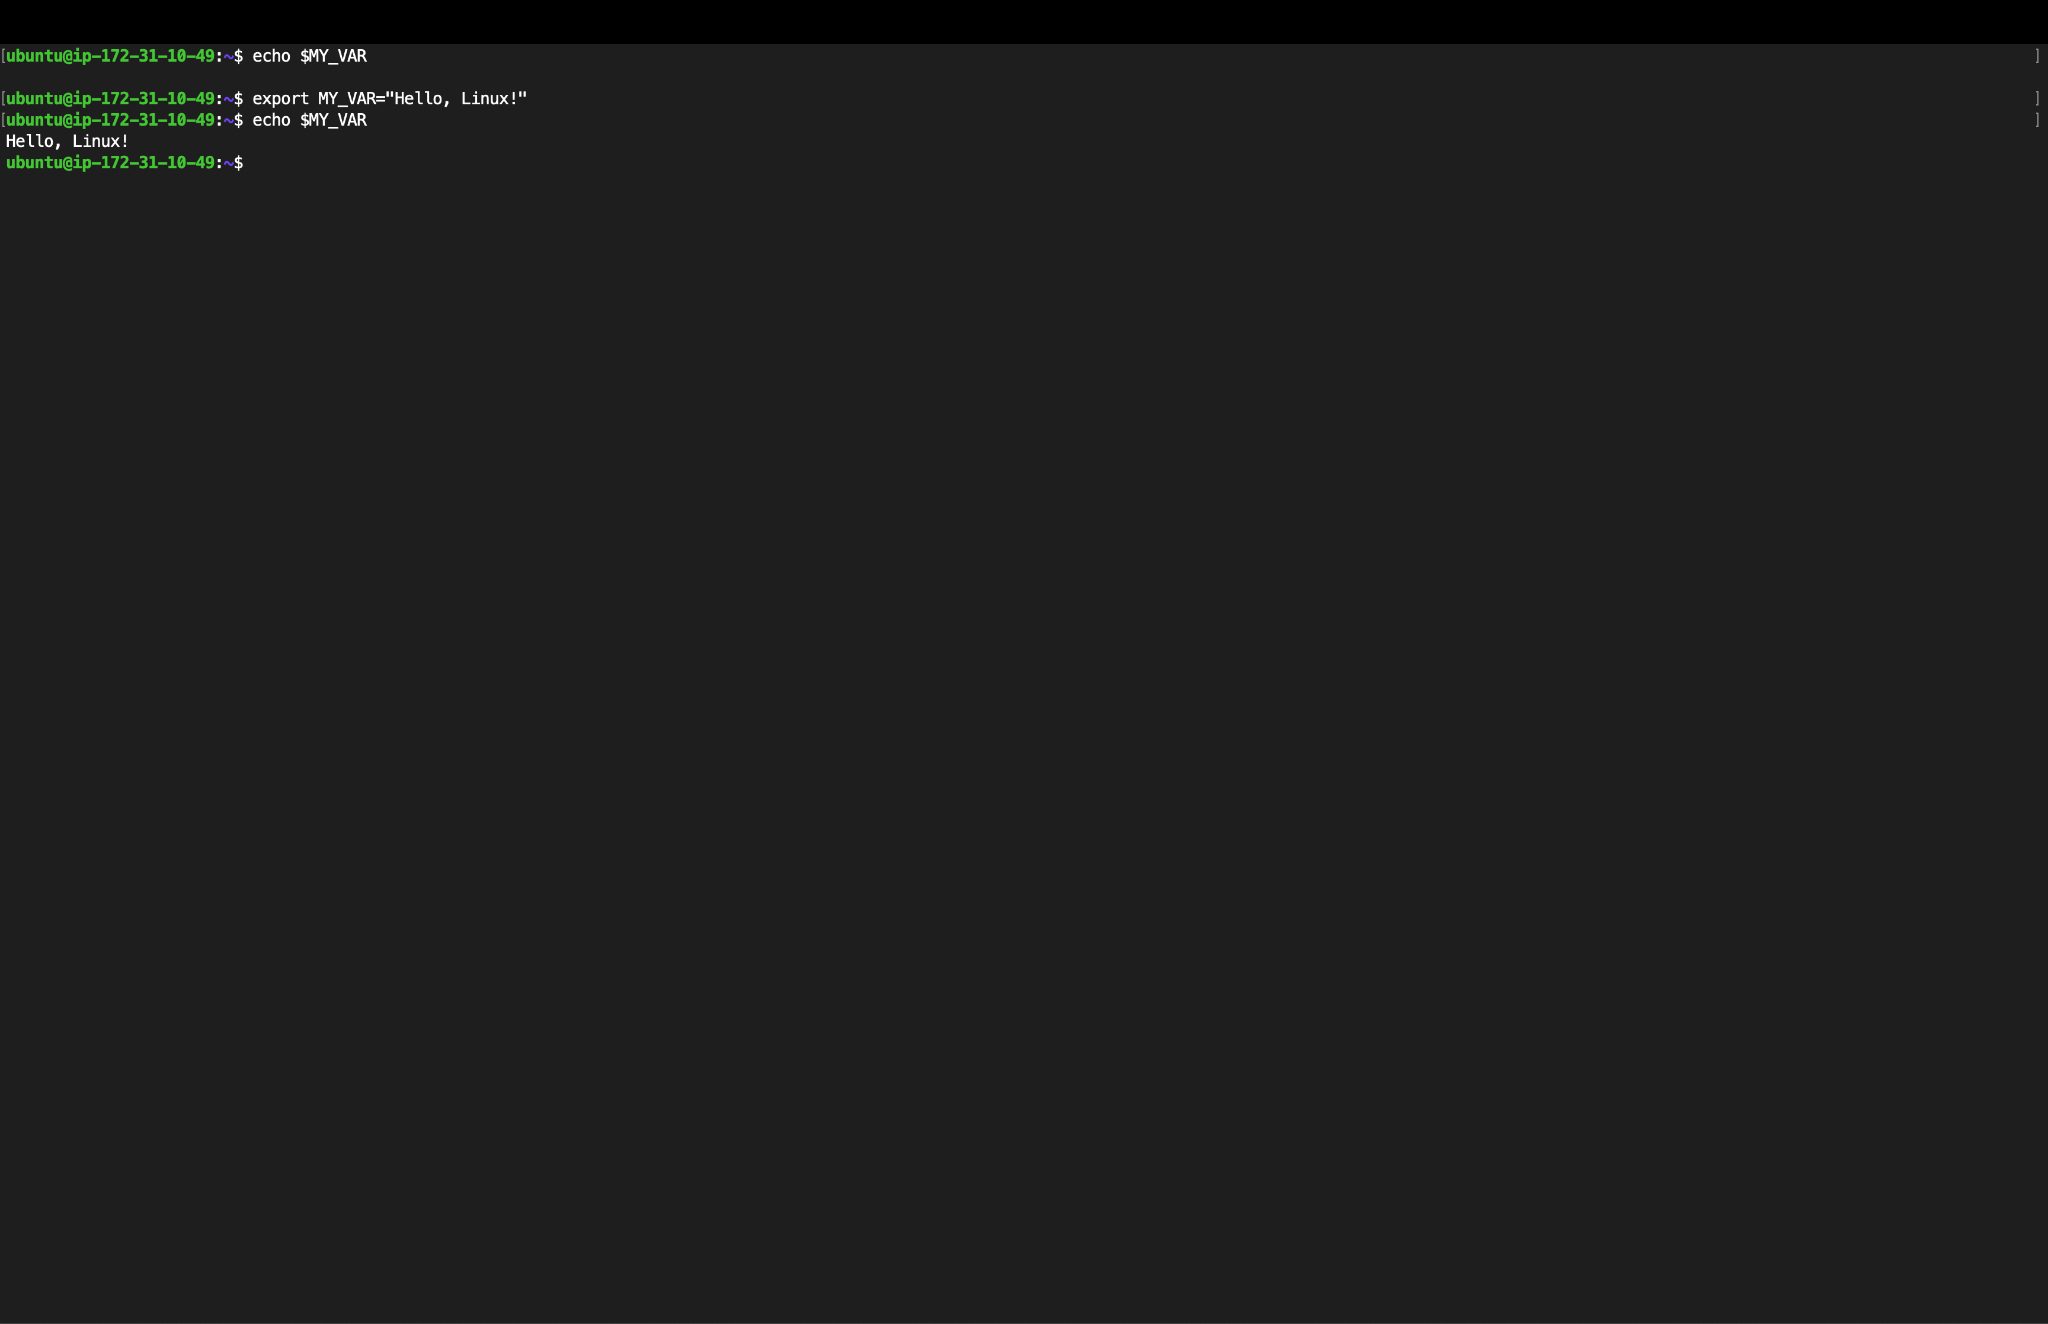 [ubuntu@ip-172-31-10-49:~$ echo $MY_VAR ]
[ubuntu@ip-172-31-10-49:~$ export MY_VAR="Hello, Linux!" ]
[ubuntu@ip-172-31-10-49:~$ echo $MY_VAR ]
Hello, Linux!
ubuntu@ip-172-31-10-49:~$